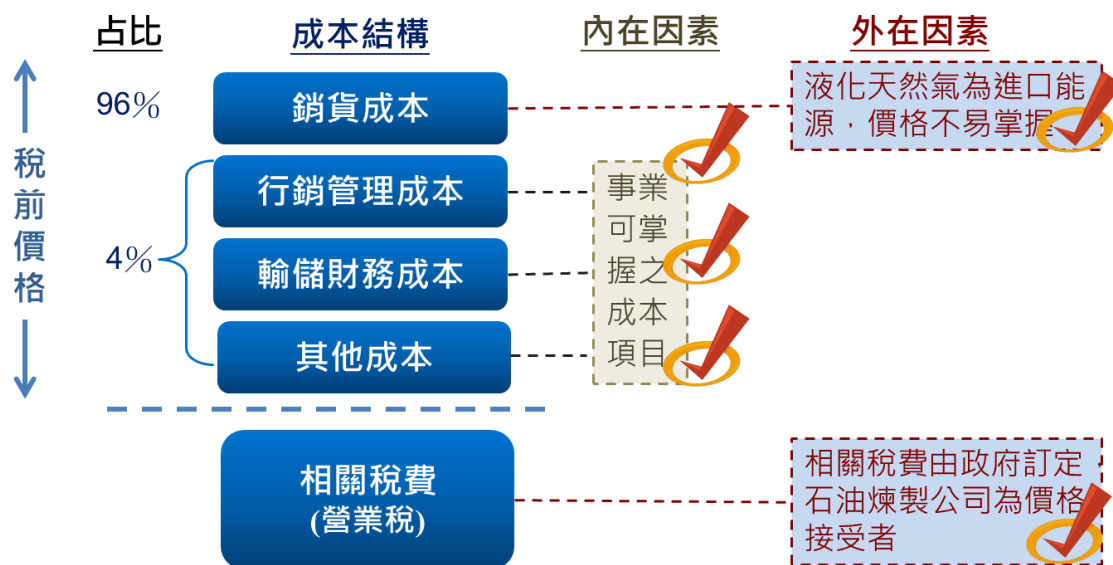 占比
成本結構
內在因素
外在因素
稅前價格
96%
銷貨成本
液化天然氣為進口能
源，價格不易掌握
4%
行銷管理成本
輸儲財務成本
其他成本
事業
可掌
握之
成本
項目
相關稅費
(營業稅)
相關稅費由政府訂定
石油煉製公司為價格
接受者